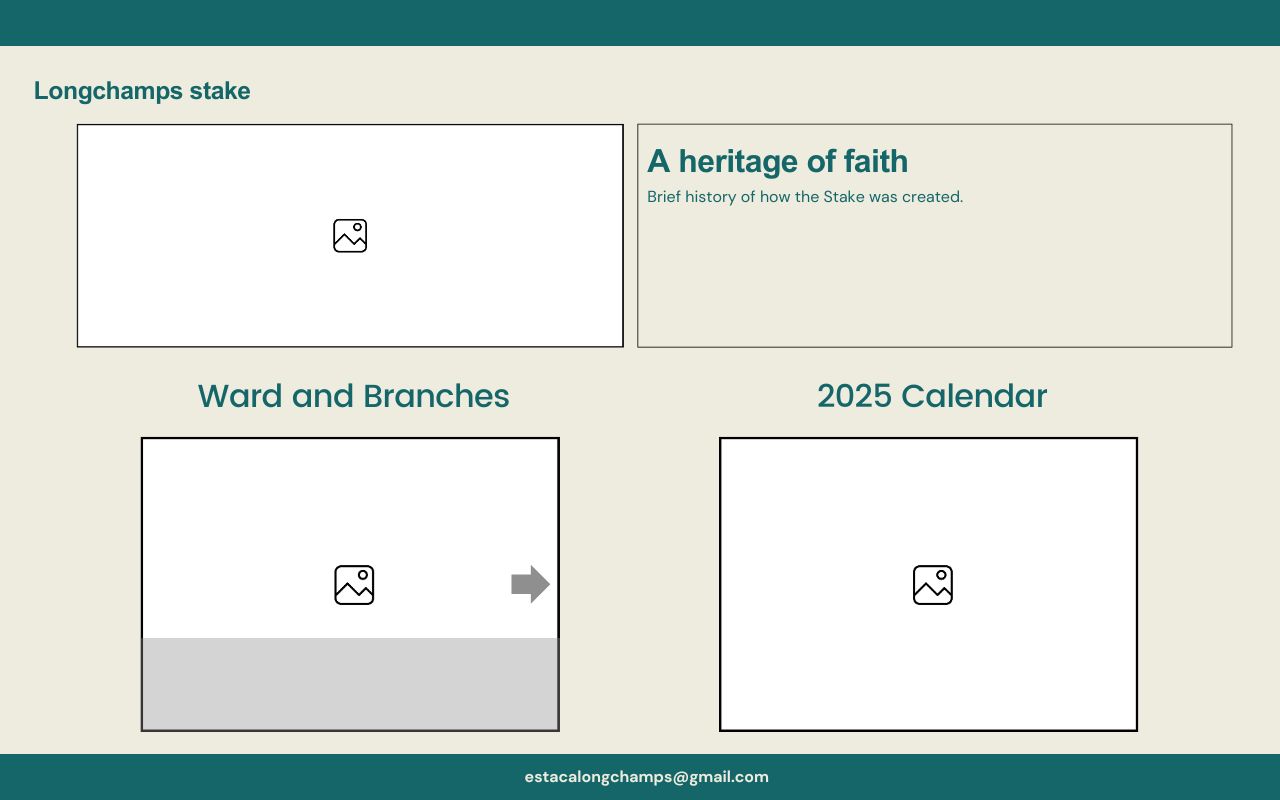 Longchamps stake
A heritage of faith
Brief history of how the Stake was created.
Ward and Branches
2025 Calendar
estacalongchamps@gmail.com